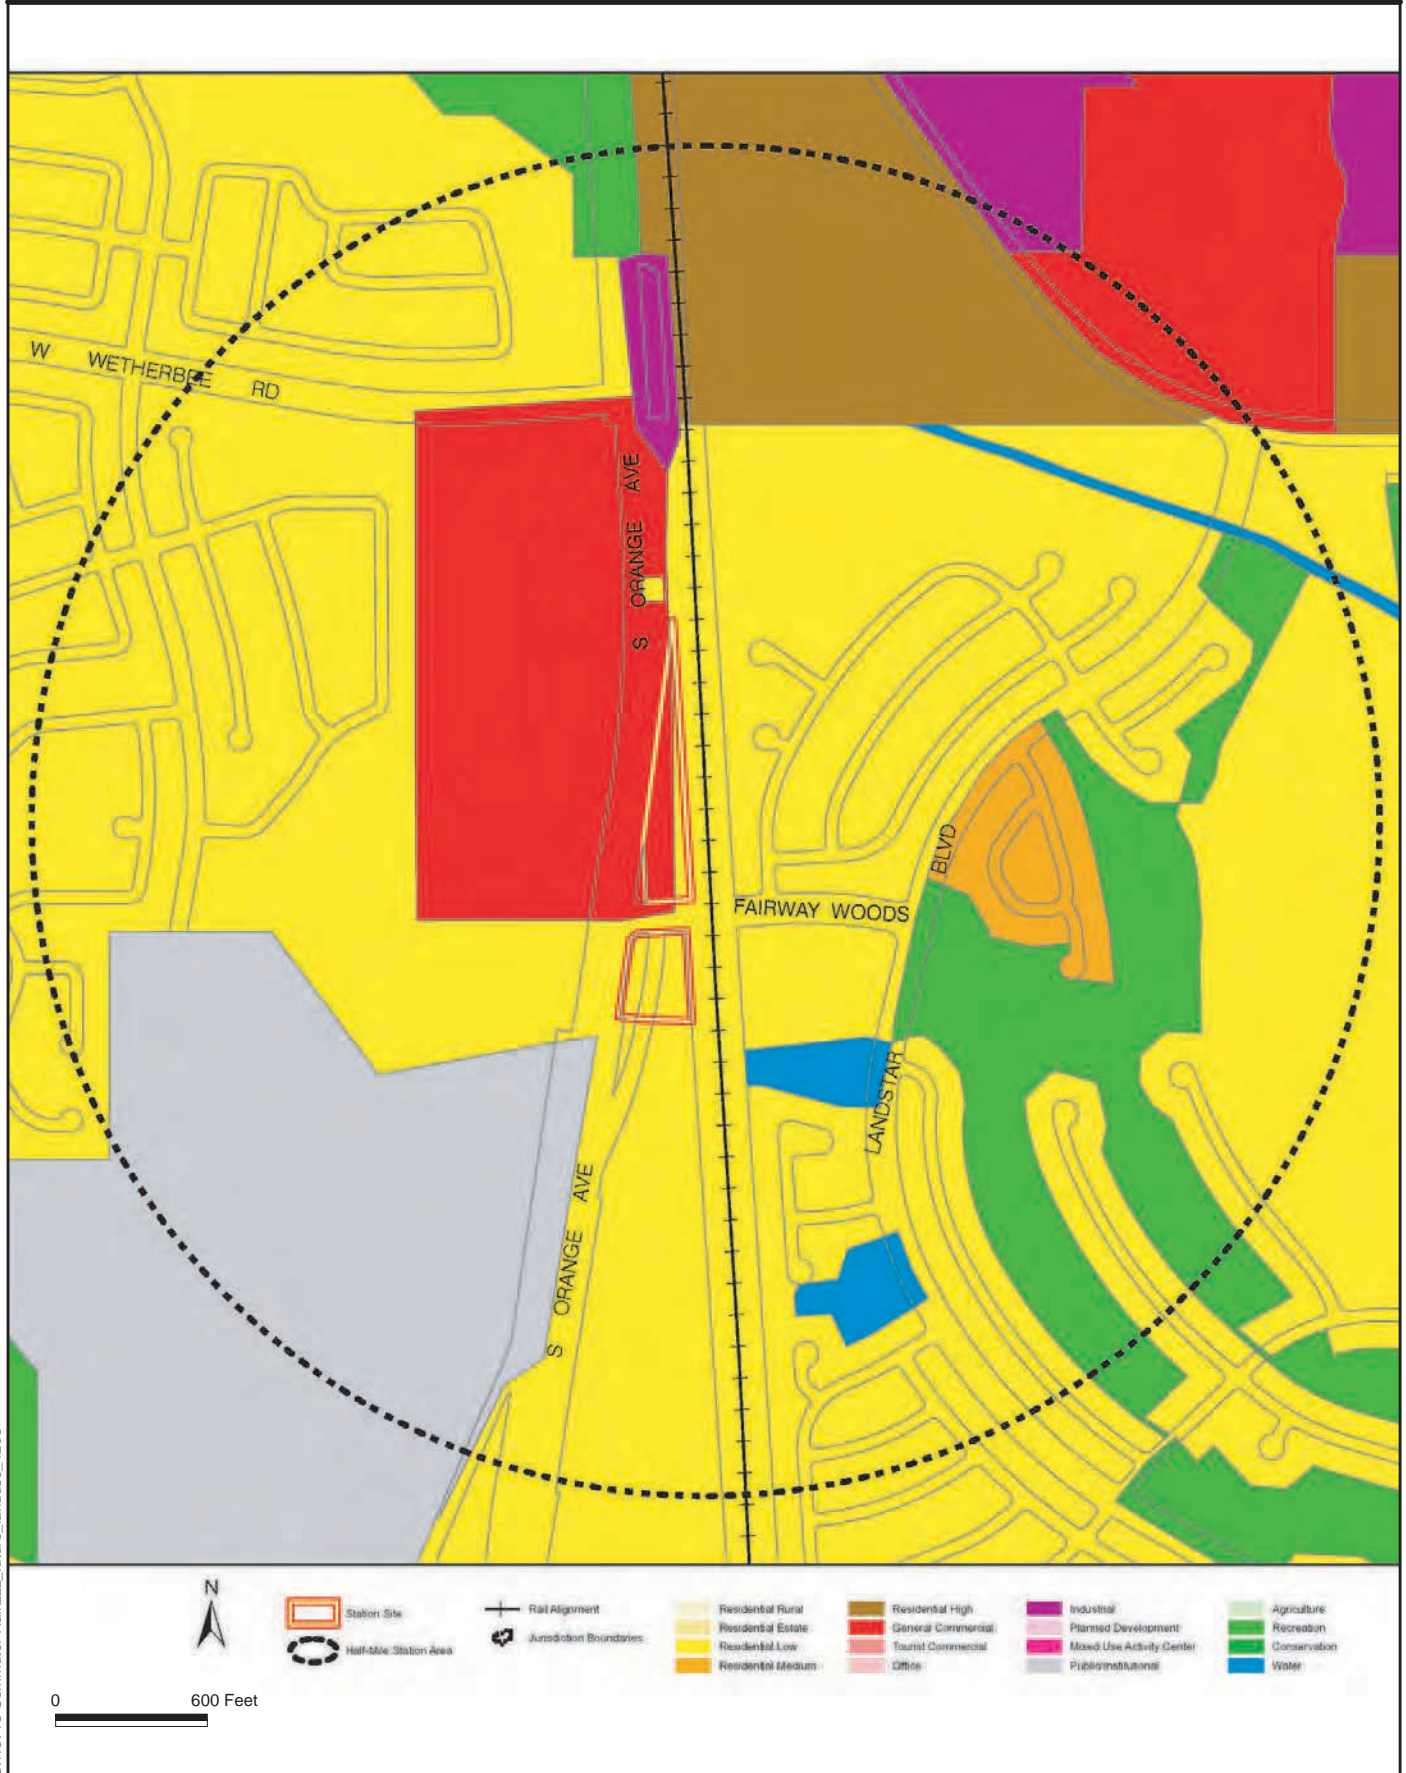 W WETHERBEE RD
S ORANGE AVE
BLVD
FAIRWAY WOODS
LANDSTAR
S ORANGE AVE
N
Station Site
Half-Mile Station Area
Rail Alignment
Jurisdiction Boundaries
Residential Rural
Residential Estate
Residential Low
Residential Medium
Residential High
General Commercial
Tourist Commercial
Office
Industrial
Planned Development
Mixed Use Activity Center
Public/Institutional
Agriculture
Recreation
Conservation
Water
0 600 Feet